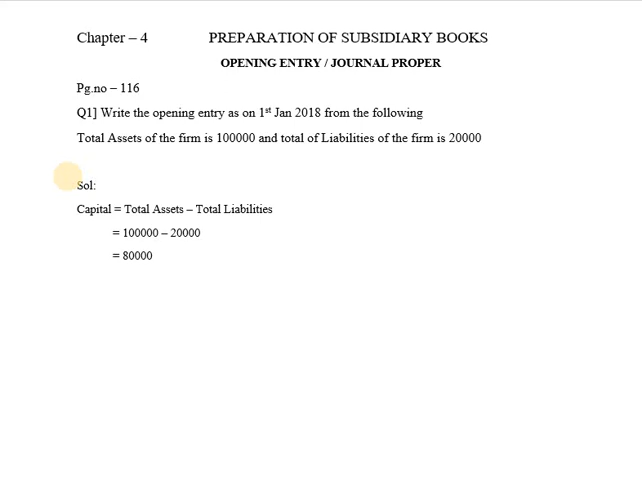 Chapter – 4 PREPARATION OF SUBSIDIARY BOOKS
OPENING ENTRY / JOURNAL PROPER
Pg.no – 116
Q1] Write the opening entry as on 1st Jan 2018 from the following
Total Assets of the firm is 100000 and total of Liabilities of the firm is 20000
Sol:
Capital = Total Assets – Total Liabilities
= 100000 – 20000
= 80000